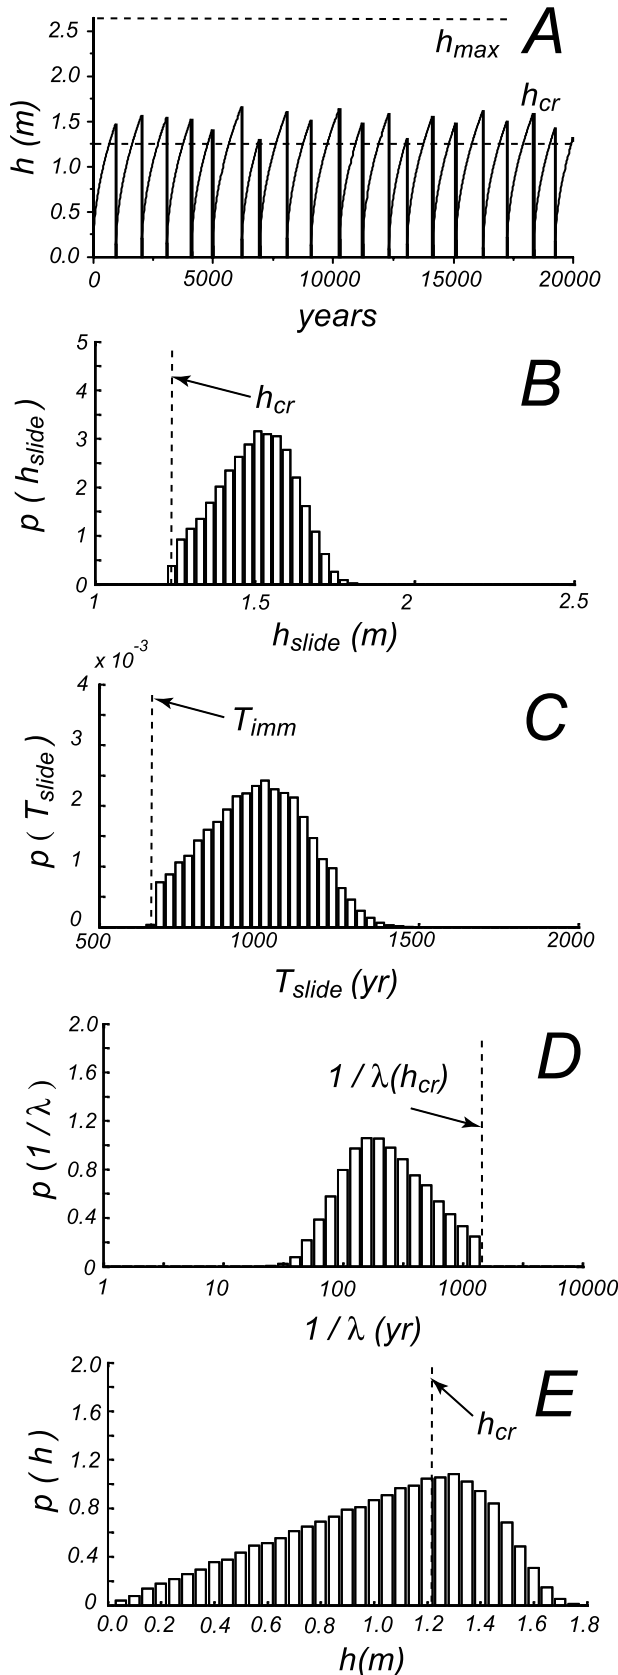 A
2.5
h_max
2.0
h (m)
h_cr
1.5
1.0
0.5
0.0
0 5000 10000 15000 20000
years
B
5
4
h_cr
3
p ( h_slide)
2
1
0
1 1.5 2 2.5
h_slide (m)
x 10^-3
C
4
T_imm
3
p ( T_slide)
2
1
0
500 1000 1500 2000
T_slide (yr)
D
2.0
1.6
1 / λ(h_cr)
1.2
p (1 / λ)
0.8
0.4
0
1 10 100 1000 10000
1 / λ (yr)
E
2.0
1.6
h_cr
1.2
p ( h )
0.8
0.4
0
0.0 0.2 0.4 0.6 0.8 1.0 1.2 1.4 1.6 1.8
h(m)